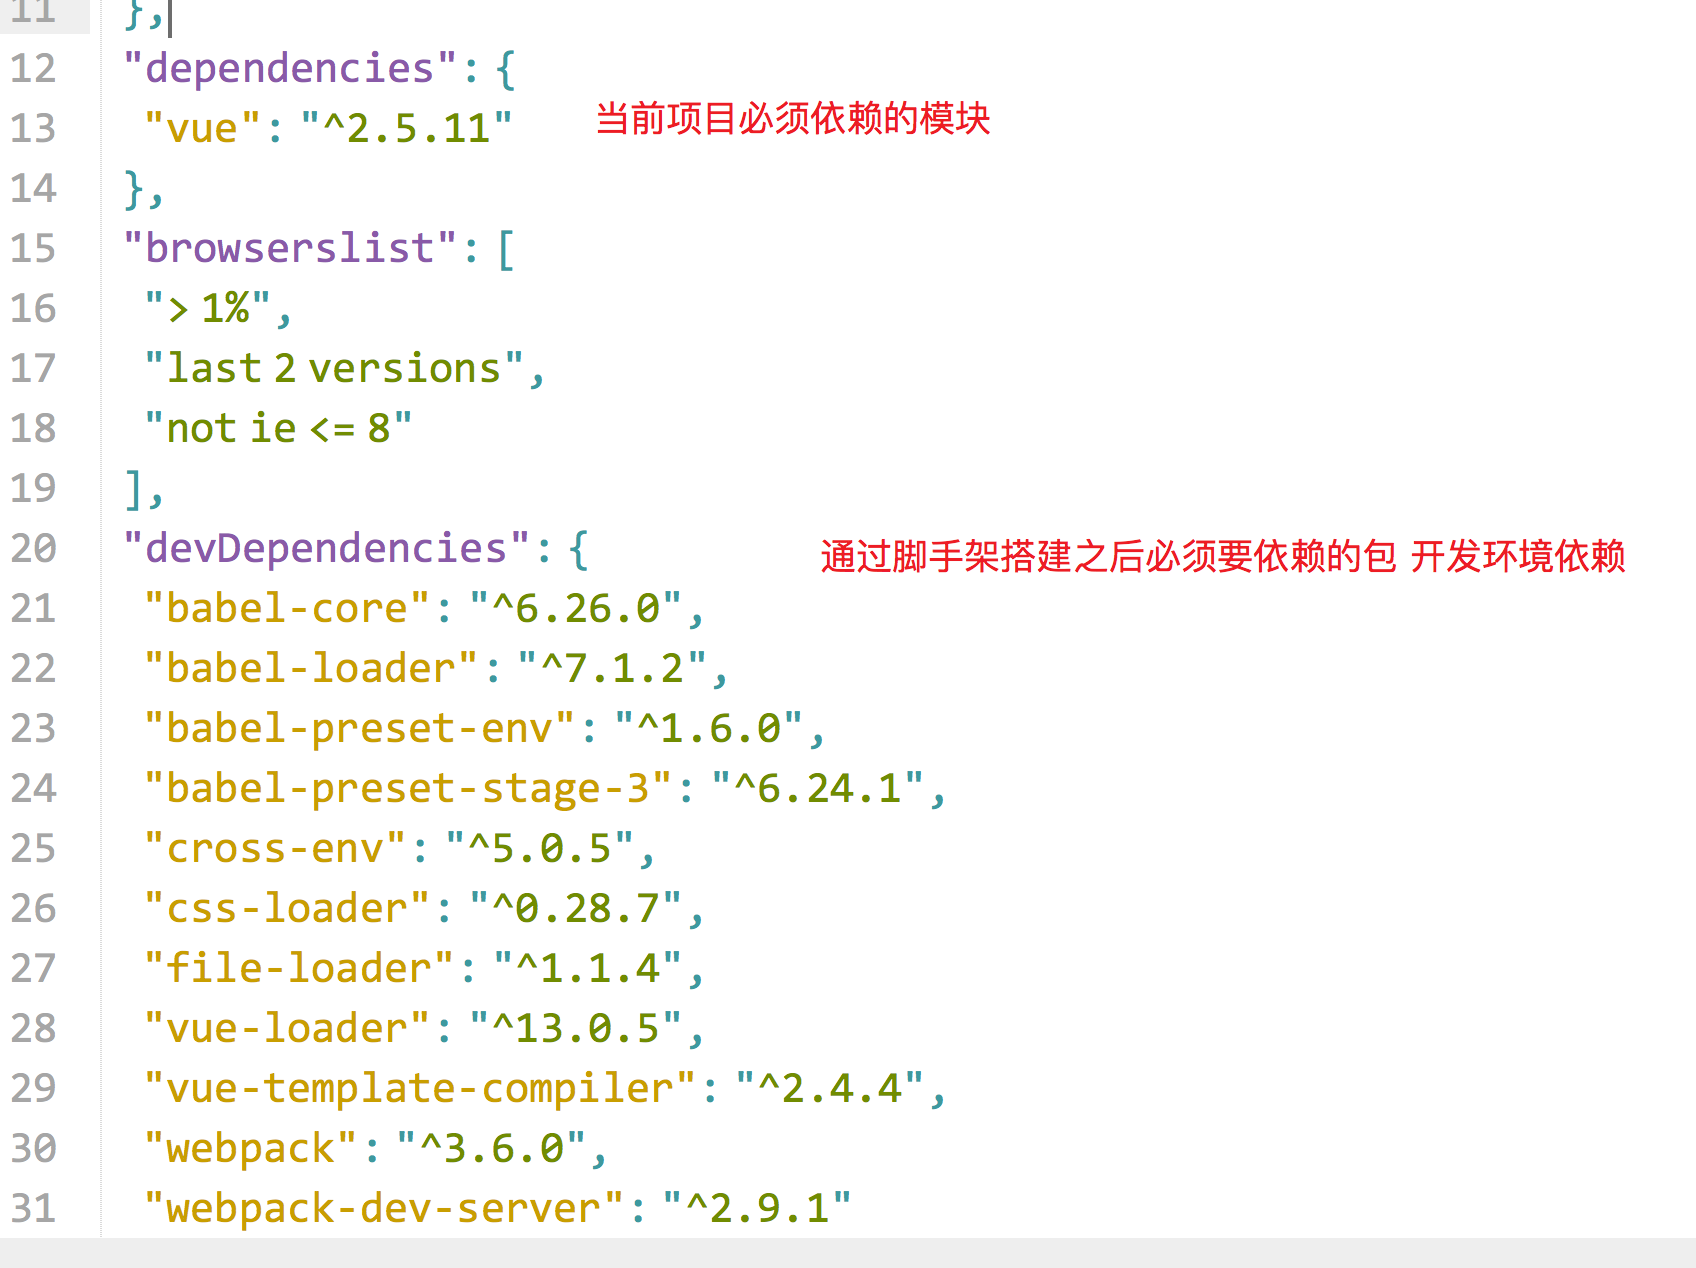 11 },
12 "dependencies": {
13 "vue": "^2.5.11" 当前项目必须依赖的模块
14 },
15 "browserslist": [
16 "> 1%",
17 "last 2 versions",
18 "not ie <= 8"
19 ],
20 "devDependencies": { 通过脚手架搭建之后必须要依赖的包 开发环境依赖
21 "babel-core": "^6.26.0",
22 "babel-loader": "^7.1.2",
23 "babel-preset-env": "^1.6.0",
24 "babel-preset-stage-3": "^6.24.1",
25 "cross-env": "^5.0.5",
26 "css-loader": "^0.28.7",
27 "file-loader": "^1.1.4",
28 "vue-loader": "^13.0.5",
29 "vue-template-compiler": "^2.4.4",
30 "webpack": "^3.6.0",
31 "webpack-dev-server": "^2.9.1"